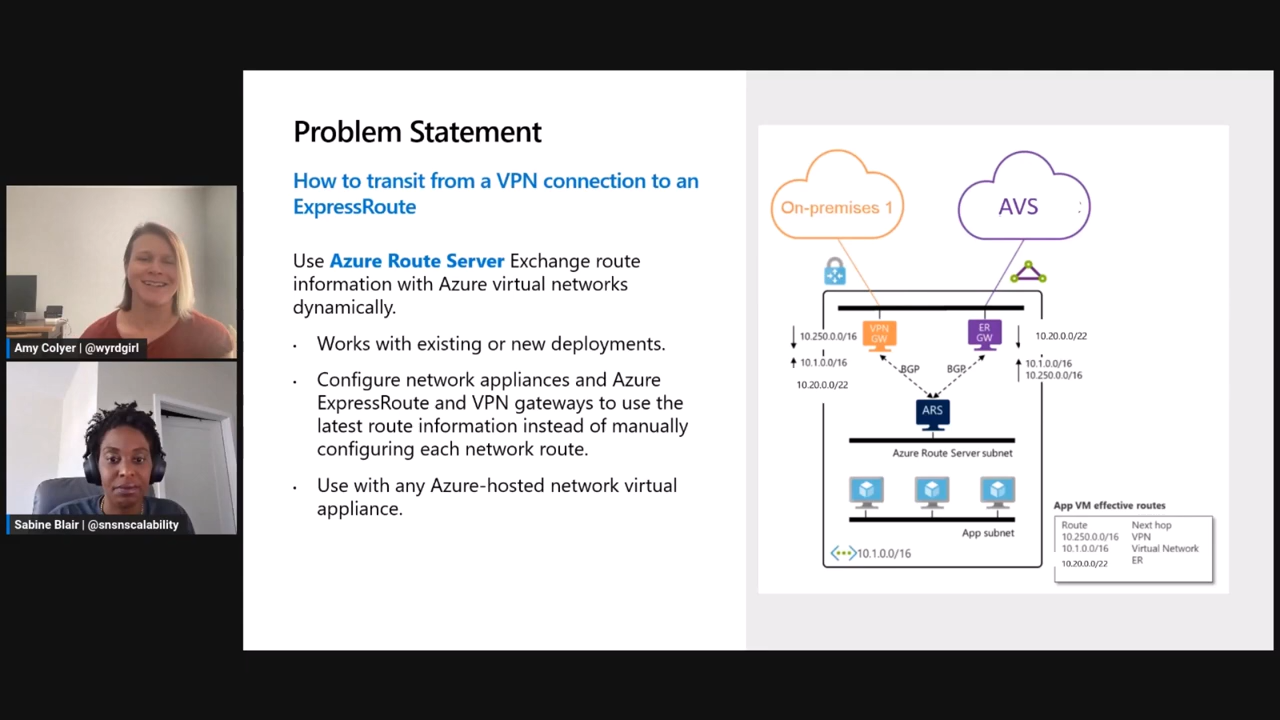 Problem Statement
How to transit from a VPN connection to an
ExpressRoute
Use Azure Route Server Exchange route
information with Azure virtual networks
dynamically.
· Works with existing or new deployments.
· Configure network appliances and Azure
ExpressRoute and VPN gateways to use the
latest route information instead of manually
configuring each network route.
· Use with any Azure-hosted network virtual
appliance.
Amy Colyer | @wyrdgirl
Sabine Blair | @snsnscalability
On-premises 1
AVS :
VPN
GW
ER
GW
10.250.0.0/16
10.1.0.0/16
10.20.0.0/22
10.20.0.0/22
10.1.0.0/16
10.250.0.0/16
BGP
BGP
ARS
Azure Route Server subnet
App subnet
10.1.0.0/16
App VM effective routes
Route Next hop
10.250.0.0/16 VPN
10.1.0.0/16 Virtual Network
10.20.0.0/22 ER